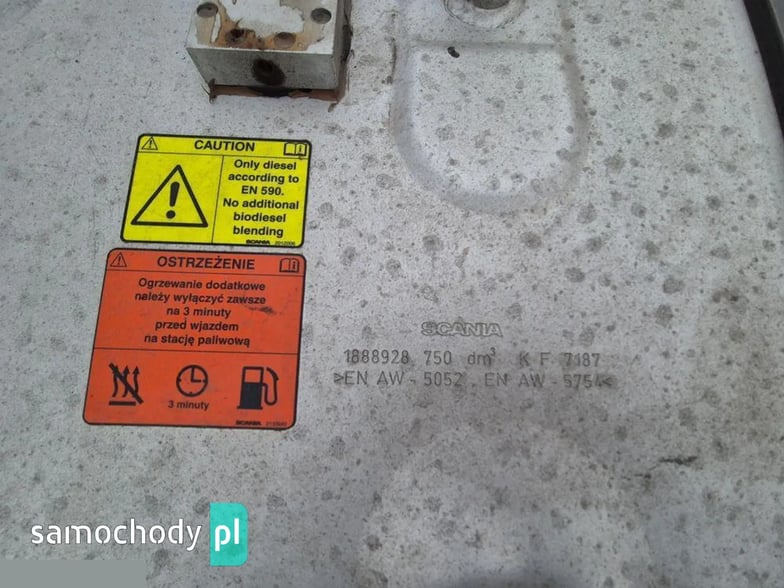 CAUTION
Only diesel
according to
EN 590.
No additional
biodiesel
blending
SCANIA 2012006
OSTRZEŻENIE
Ogrzewanie dodatkowe
należy wyłączyć zawsze
na 3 minuty
przed wjazdem
na stację paliwową
3 minuty
SCANIA
SCANIA
1888928 750 dm³ K F 7187
>EN AW-5052, EN AW-5754<
samochody pl